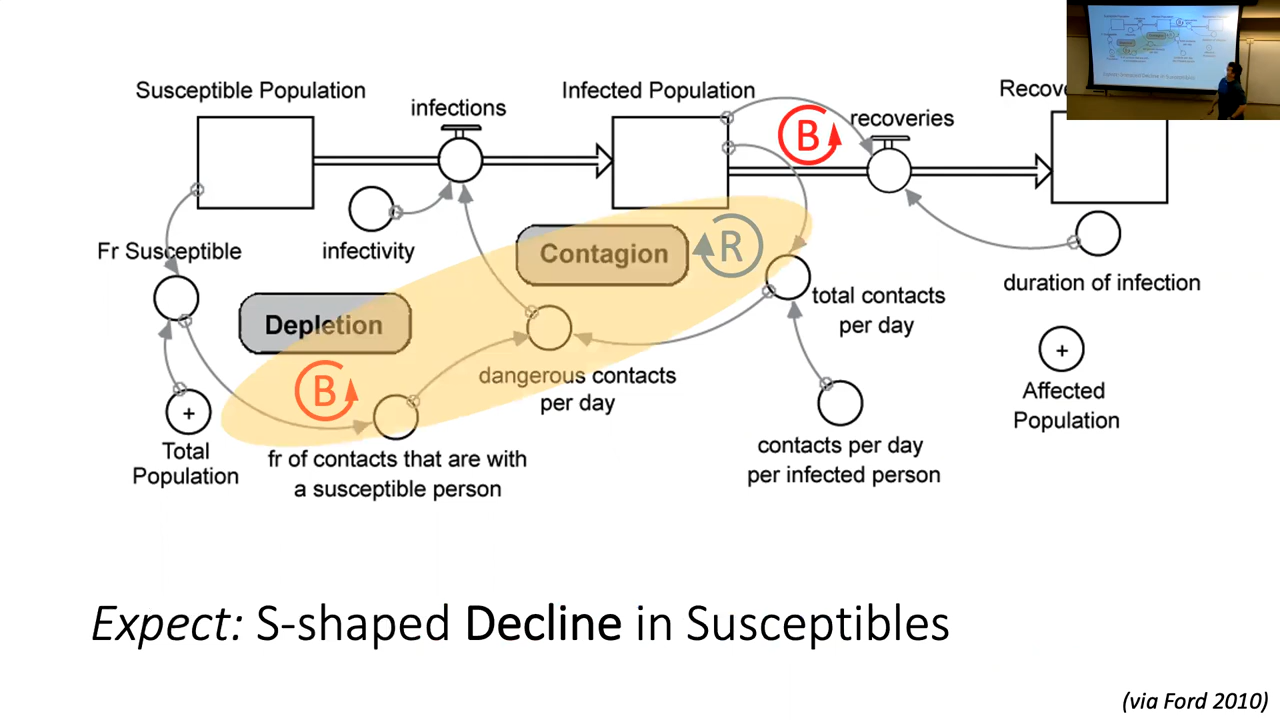 Susceptible Population
infections
Infected Population
B
recoveries
Fr Susceptible
infectivity
Contagion
R
duration of infection
total contacts
per day
Depletion
B
dangerous contacts
per day
+
Affected
Population
+
Total
Population
fr of contacts that are with
a susceptible person
contacts per day
per infected person
Expect: S-shaped Decline in Susceptibles
(via Ford 2010)